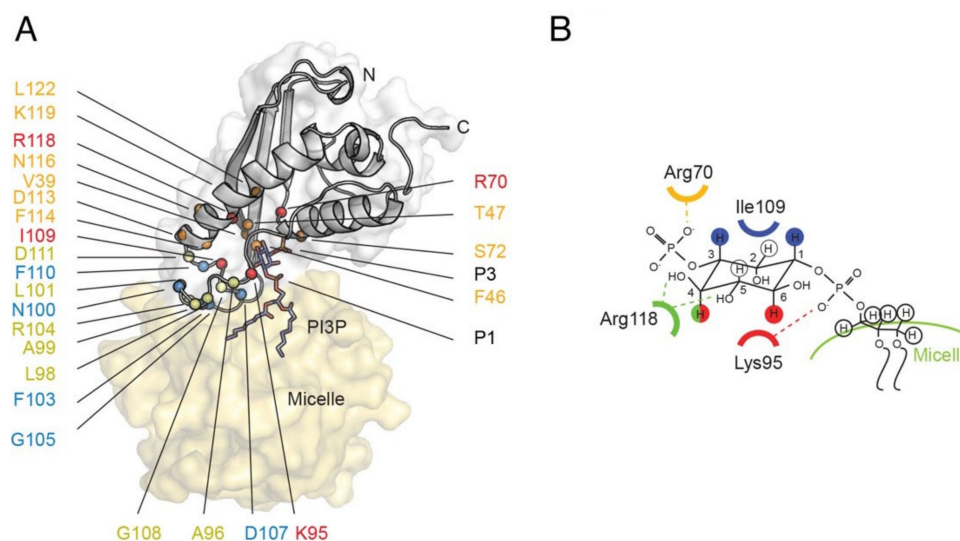 A
N
C
L122
K119
R118
N116
V39
D113
F114
I109
D111
F110
L101
N100
R104
A99
L98
F103
G105
R70
T47
S72
P3
F46
P1
PI3P
Micelle
G108 A96 D107 K95
B
Arg70
Ile109
O O-
P
O- O
H H H
3 2 1
HO H OH O O
4 HO 5 6 OH P
H H O- O
Arg118
Lys95
H H H H H
O O
Micell